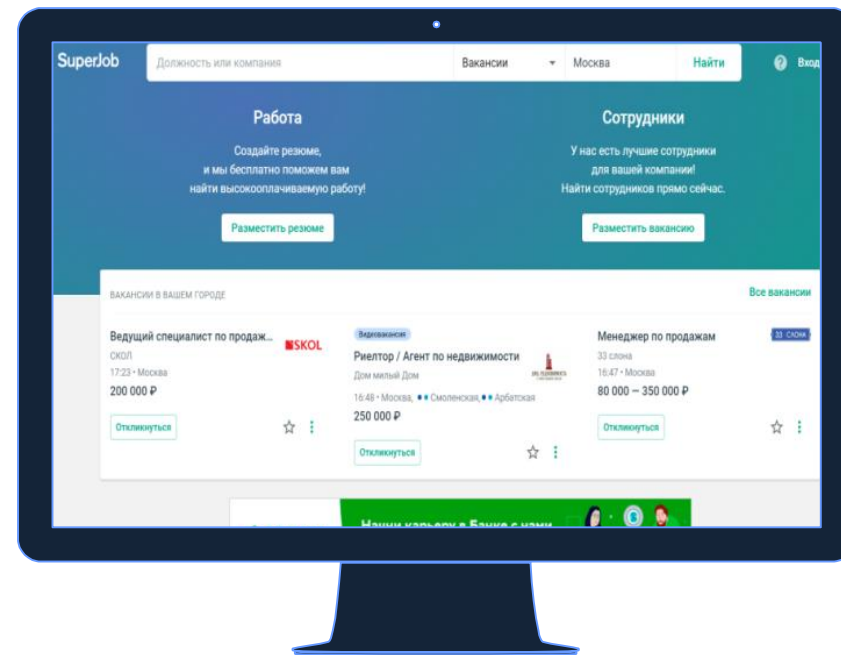 SuperJob
Должность или компания
Вакансии
Москва
Найти
Вход
Работа
Создайте резюме,
и мы бесплатно поможем вам
найти высокооплачиваемую работу!
Разместить резюме
Сотрудники
У нас есть лучшие сотрудники
для вашей компании!
Найти сотрудников прямо сейчас.
Разместить вакансию
ВАКАНСИИ В ВАШЕМ ГОРОДЕ
Все вакансии
Ведущий специалист по продаж...
SKOL
СКОЛ
17:23 • Москва
200 000 ₽
Откликнуться
Видеовакансия
Риелтор / Агент по недвижимости
Дом милый Дом
16:48 • Москва, Смоленская, Арбатская
250 000 ₽
Откликнуться
Менеджер по продажам
33 СЛОНА
33 слона
16:47 • Москва
80 000 — 350 000 ₽
Откликнуться
Начни карьеру в Банке с нами